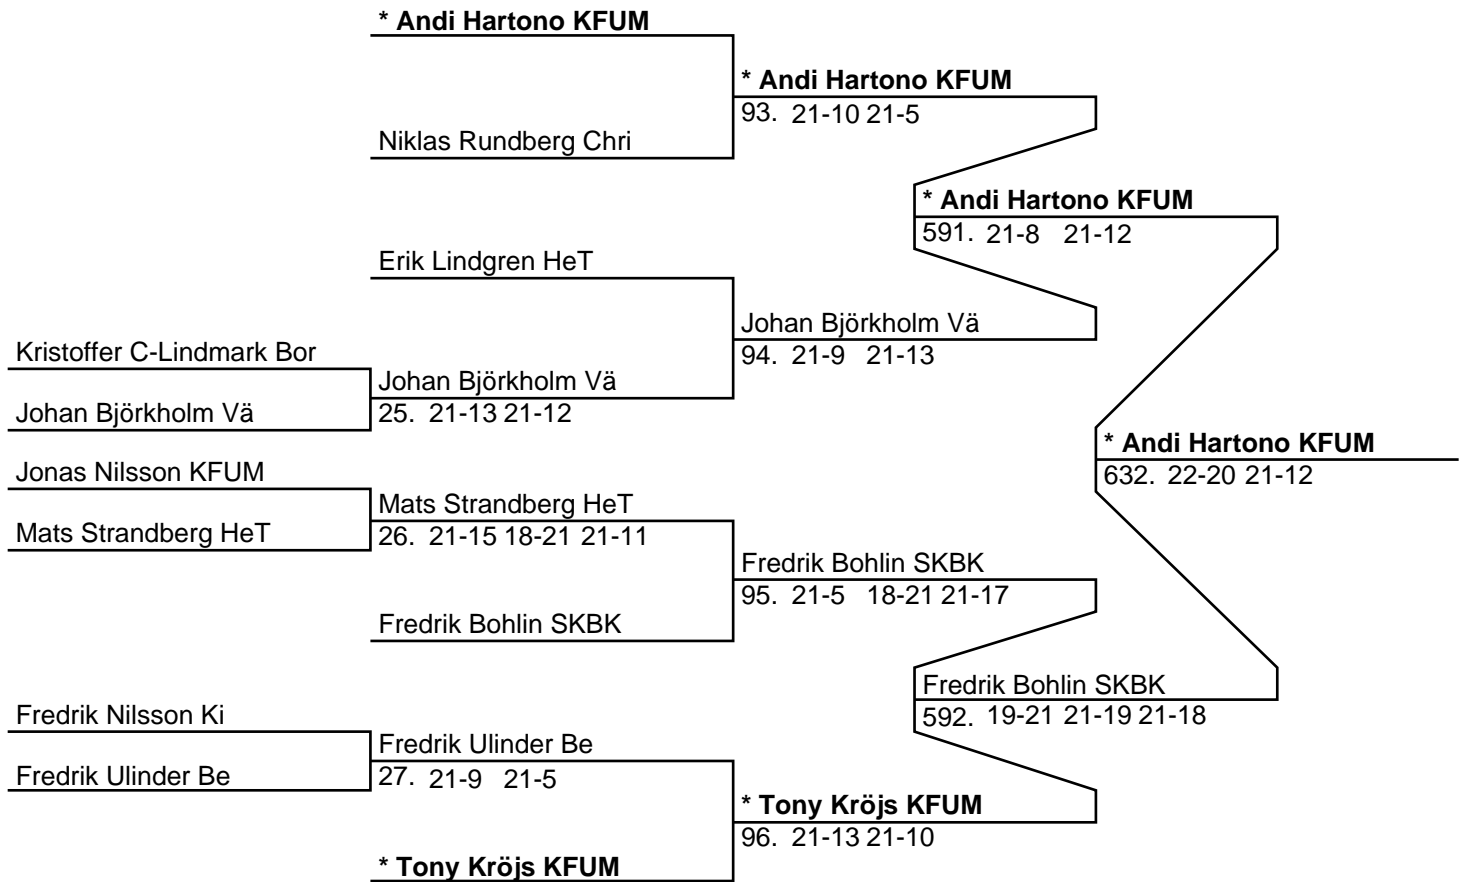 * Andi Hartono KFUM
* Andi Hartono KFUM
93. 21-10 21-5
Niklas Rundberg Chri
* Andi Hartono KFUM
591. 21-8 21-12
Erik Lindgren HeT
Johan Björkholm Vä
94. 21-9 21-13
Kristoffer C-Lindmark Bor
Johan Björkholm Vä
25. 21-13 21-12
Johan Björkholm Vä
* Andi Hartono KFUM
632. 22-20 21-12
Jonas Nilsson KFUM
Mats Strandberg HeT
26. 21-15 18-21 21-11
Mats Strandberg HeT
Fredrik Bohlin SKBK
95. 21-5 18-21 21-17
Fredrik Bohlin SKBK
Fredrik Bohlin SKBK
592. 19-21 21-19 21-18
Fredrik Nilsson Ki
Fredrik Ulinder Be
27. 21-9 21-5
Fredrik Ulinder Be
* Tony Kröjs KFUM
96. 21-13 21-10
* Tony Kröjs KFUM